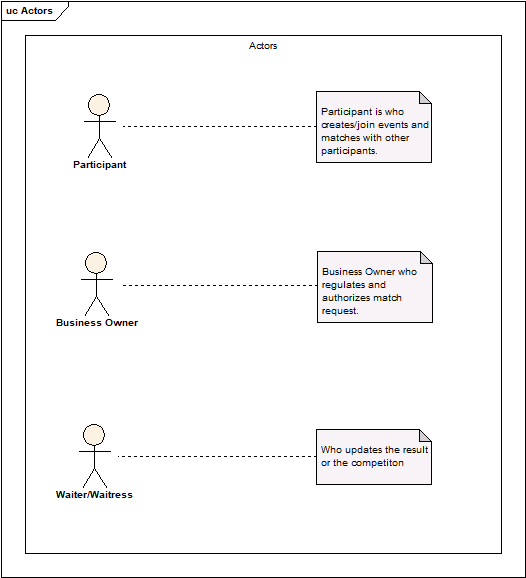 uc Actors
Actors
Participant is who
creates/join events and
matches with other
participants.
Participant
Business Owner who
regulates and
authorizes match
request.
Business Owner
Who updates the result
or the competiton
Waiter/Waitress